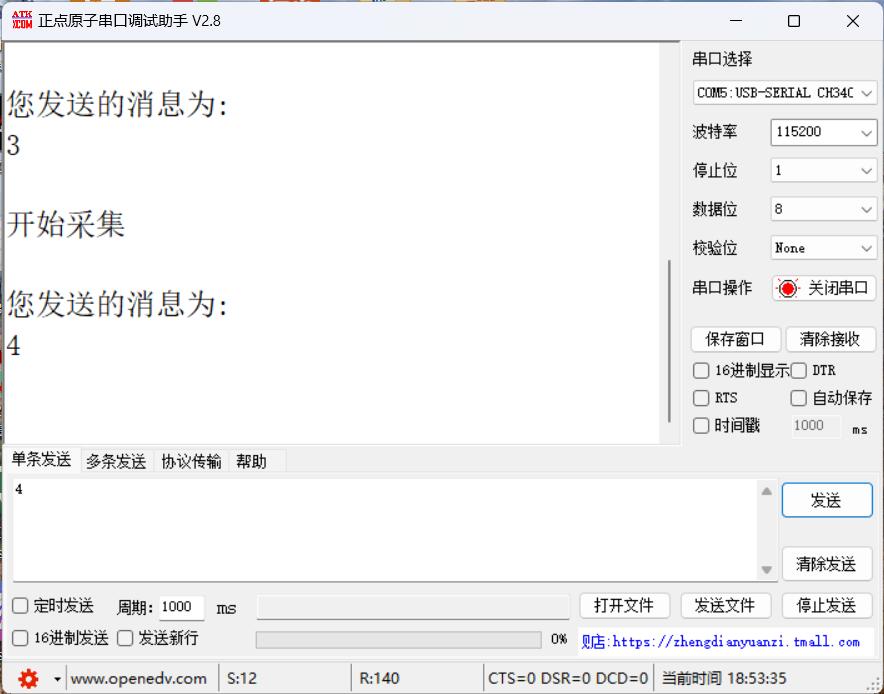 ATK
XCOM 正点原子串口调试助手 V2.8
您发送的消息为:
3
开始采集
您发送的消息为:
4
串口选择
COM5:USB-SERIAL CH34C
波特率 115200
停止位 1
数据位 8
校验位 None
串口操作 关闭串口
保存窗口 清除接收
16进制显示 DTR
RTS 自动保存
时间戳 1000 ms
单条发送 多条发送 协议传输 帮助
4
发送
清除发送
定时发送 周期: 1000 ms 打开文件 发送文件 停止发送
16进制发送 发送新行 0% 店:https://zhengdianyuanzi.tmall.com
www.openedv.com S:12 R:140 CTS=0 DSR=0 DCD=0 当前时间 18:53:35